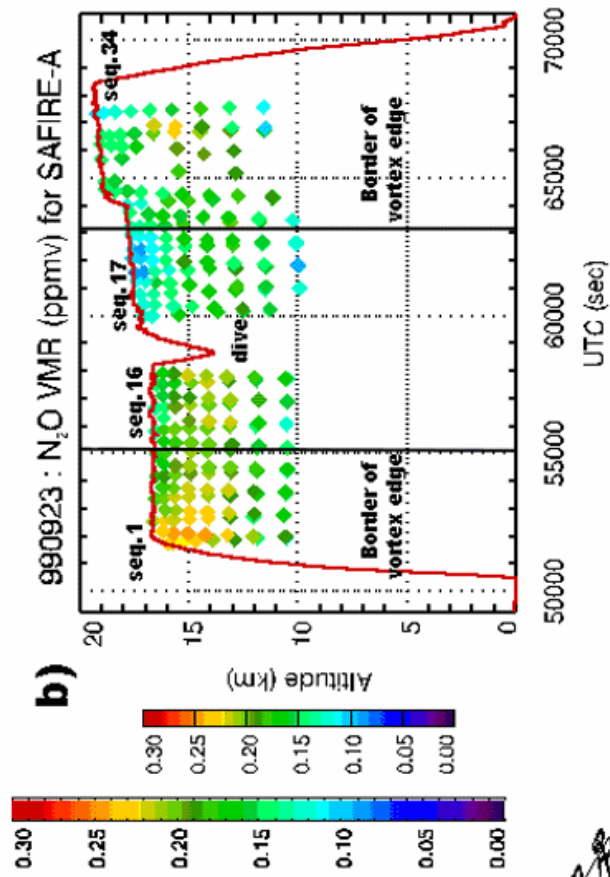 b)
990923 : N₂O VMR (ppmv) for SAFIRE-A
20
15
10
5
0
Altitude (km)
seq.1
seq.16
seq.17
seq.34
dive
Border of
vortex edge
Border of
vortex edge
50000
55000
60000
65000
70000
UTC (sec)
0.30
0.25
0.20
0.15
0.10
0.05
0.00
0.30
0.25
0.20
0.15
0.10
0.05
0.00